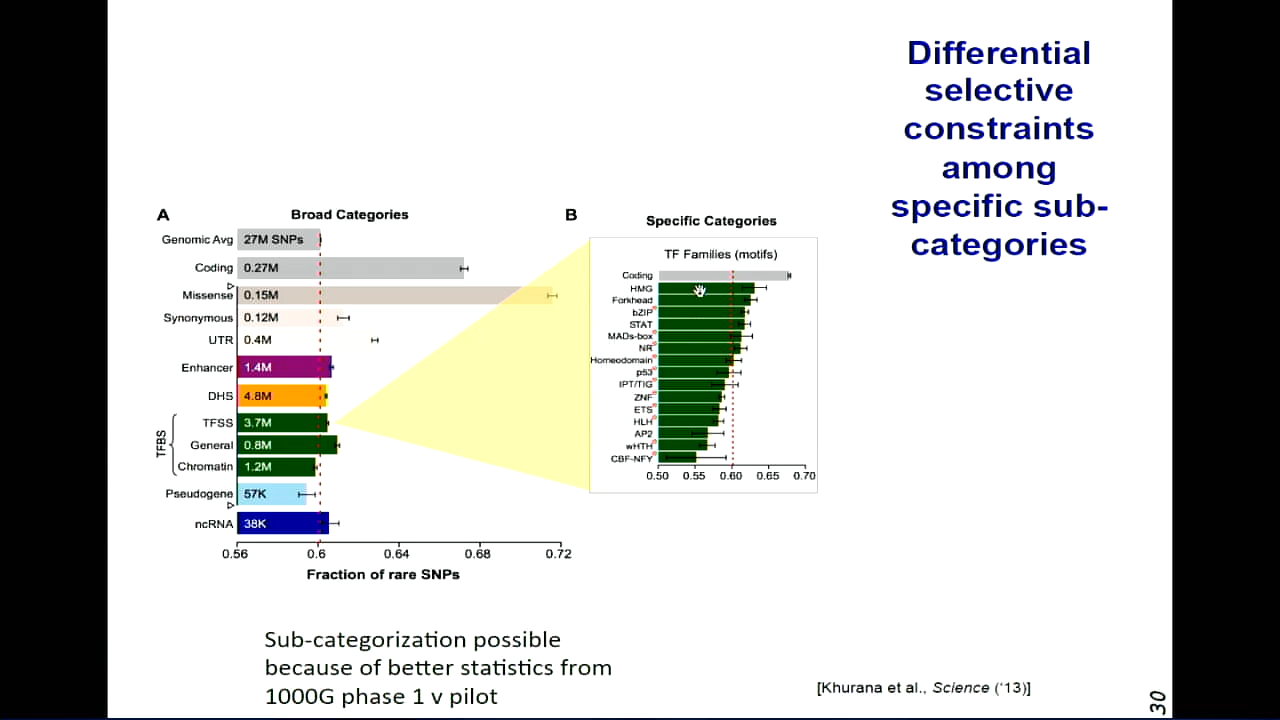 Differential
selective
constraints
among
specific sub-
categories
A
Broad Categories
Genomic Avg
27M SNPs
Coding
0.27M
Missense
0.15M
Synonymous
0.12M
UTR
0.4M
Enhancer
1.4M
DHS
4.8M
TFBS
TFSS
3.7M
General
0.8M
Chromatin
1.2M
Pseudogene
57K
ncRNA
38K
0.56 0.6 0.64 0.68 0.72
Fraction of rare SNPs
B
Specific Categories
TF Families (motifs)
Coding
HMG
Forkhead
bZIP
STAT
MADs-box
NR
Homeodomain
p53
IPT/TIG
ZNF
ETS
HLH
AP2
wHTH
CBF-NFY
0.50 0.55 0.60 0.65 0.70
Sub-categorization possible
because of better statistics from
1000G phase 1 v pilot
[Khurana et al., Science ('13)]
30